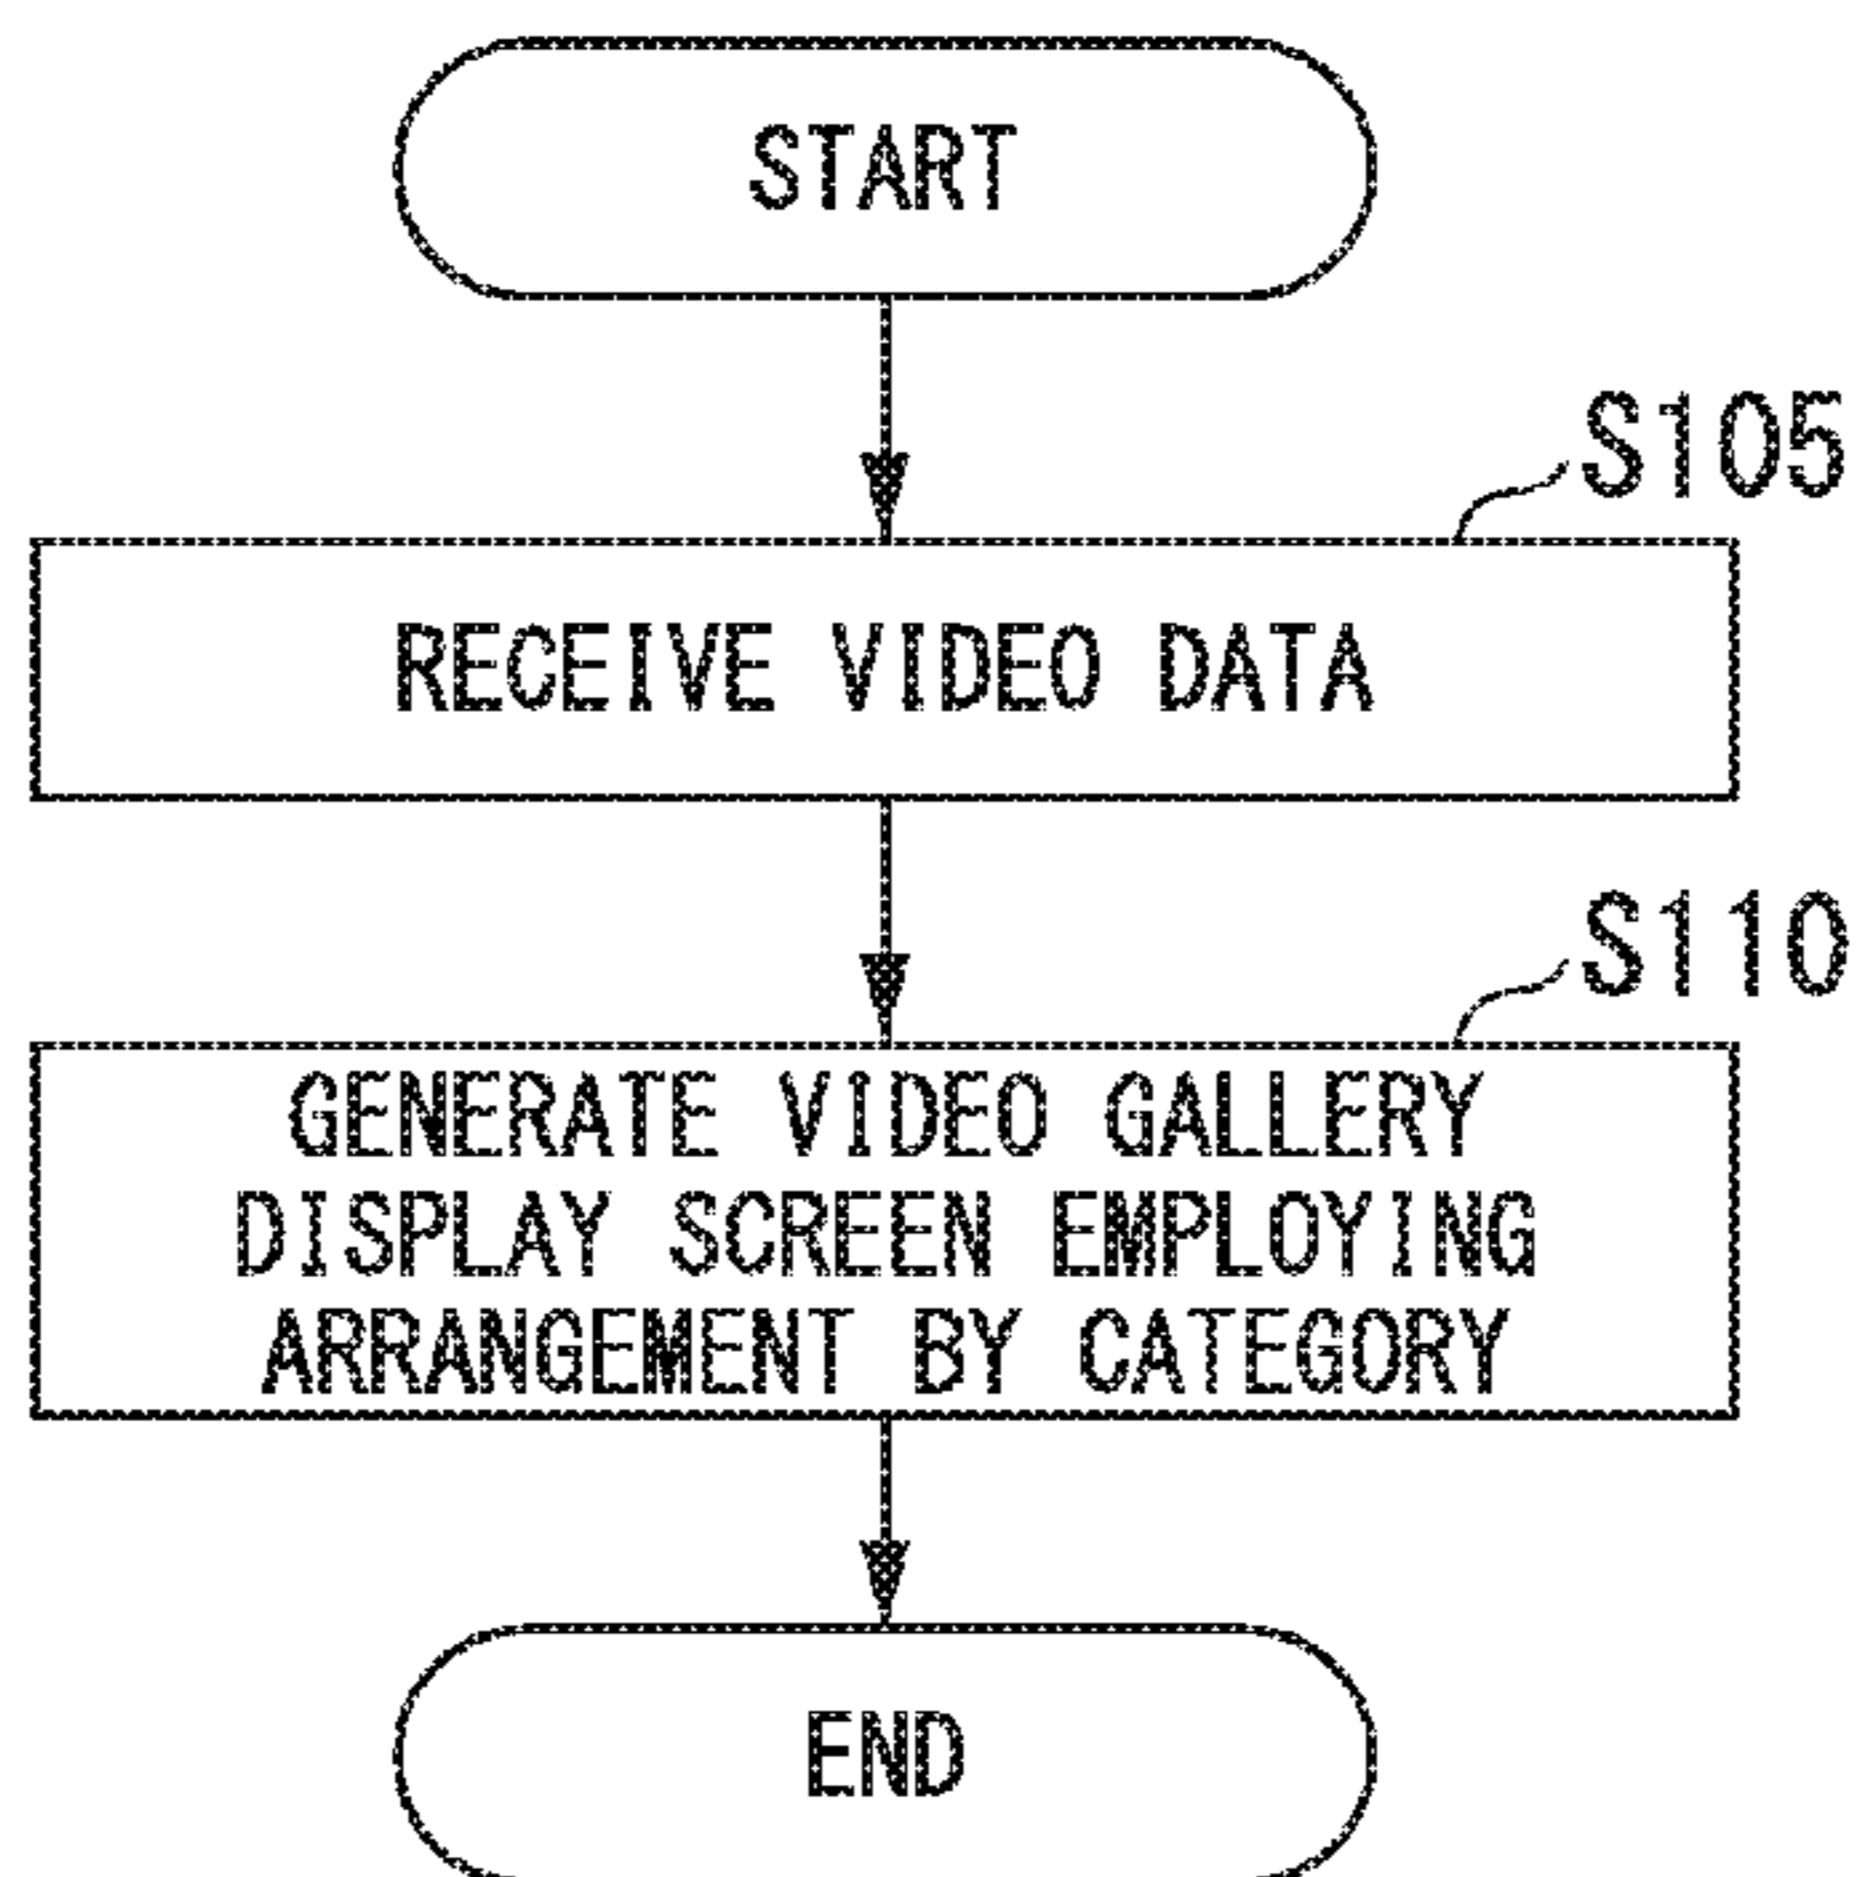 START
S105
RECEIVE VIDEO DATA
S110
GENERATE VIDEO GALLERY
DISPLAY SCREEN EMPLOYING
ARRANGEMENT BY CATEGORY
END